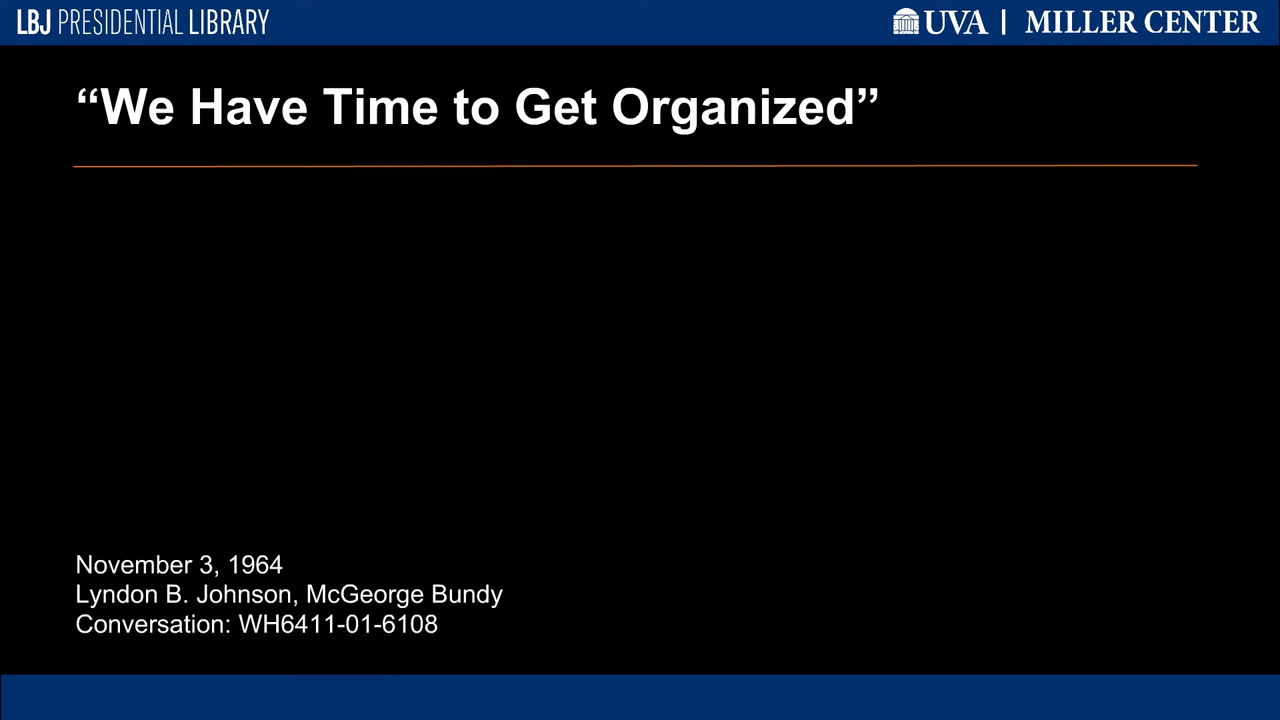 LBJ PRESIDENTIAL LIBRARY
UVA | MILLER CENTER
“We Have Time to Get Organized”
November 3, 1964
Lyndon B. Johnson, McGeorge Bundy
Conversation: WH6411-01-6108